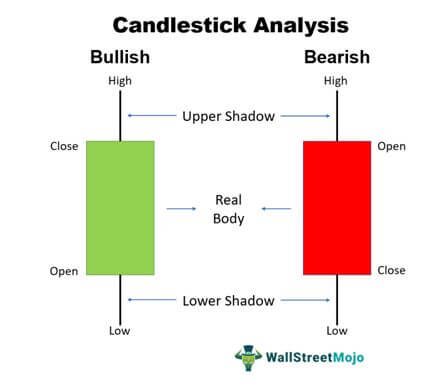 Candlestick Analysis
Bullish
Bearish
High
High
Upper Shadow
Close
Open
Real
Body
Open
Close
Lower Shadow
Low
Low
WallStreetMojo